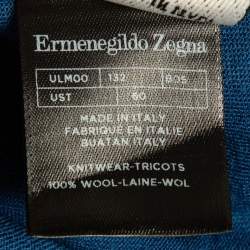 Ermenegildo Zegna
ULM00 132 B05
UST 60
MADE IN ITALY
FABRIQUE EN ITALIE
BUATAN ITALY
KNITWEAR-TRICOTS
100% WOOL-LAINE-WOL